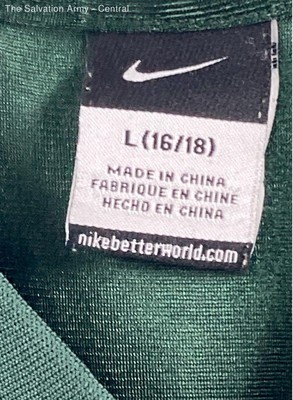 The Salvation Army – Central
L (16/18)
MADE IN CHINA
FABRIQUE EN CHINE
HECHO EN CHINA
nikebetterworld.com